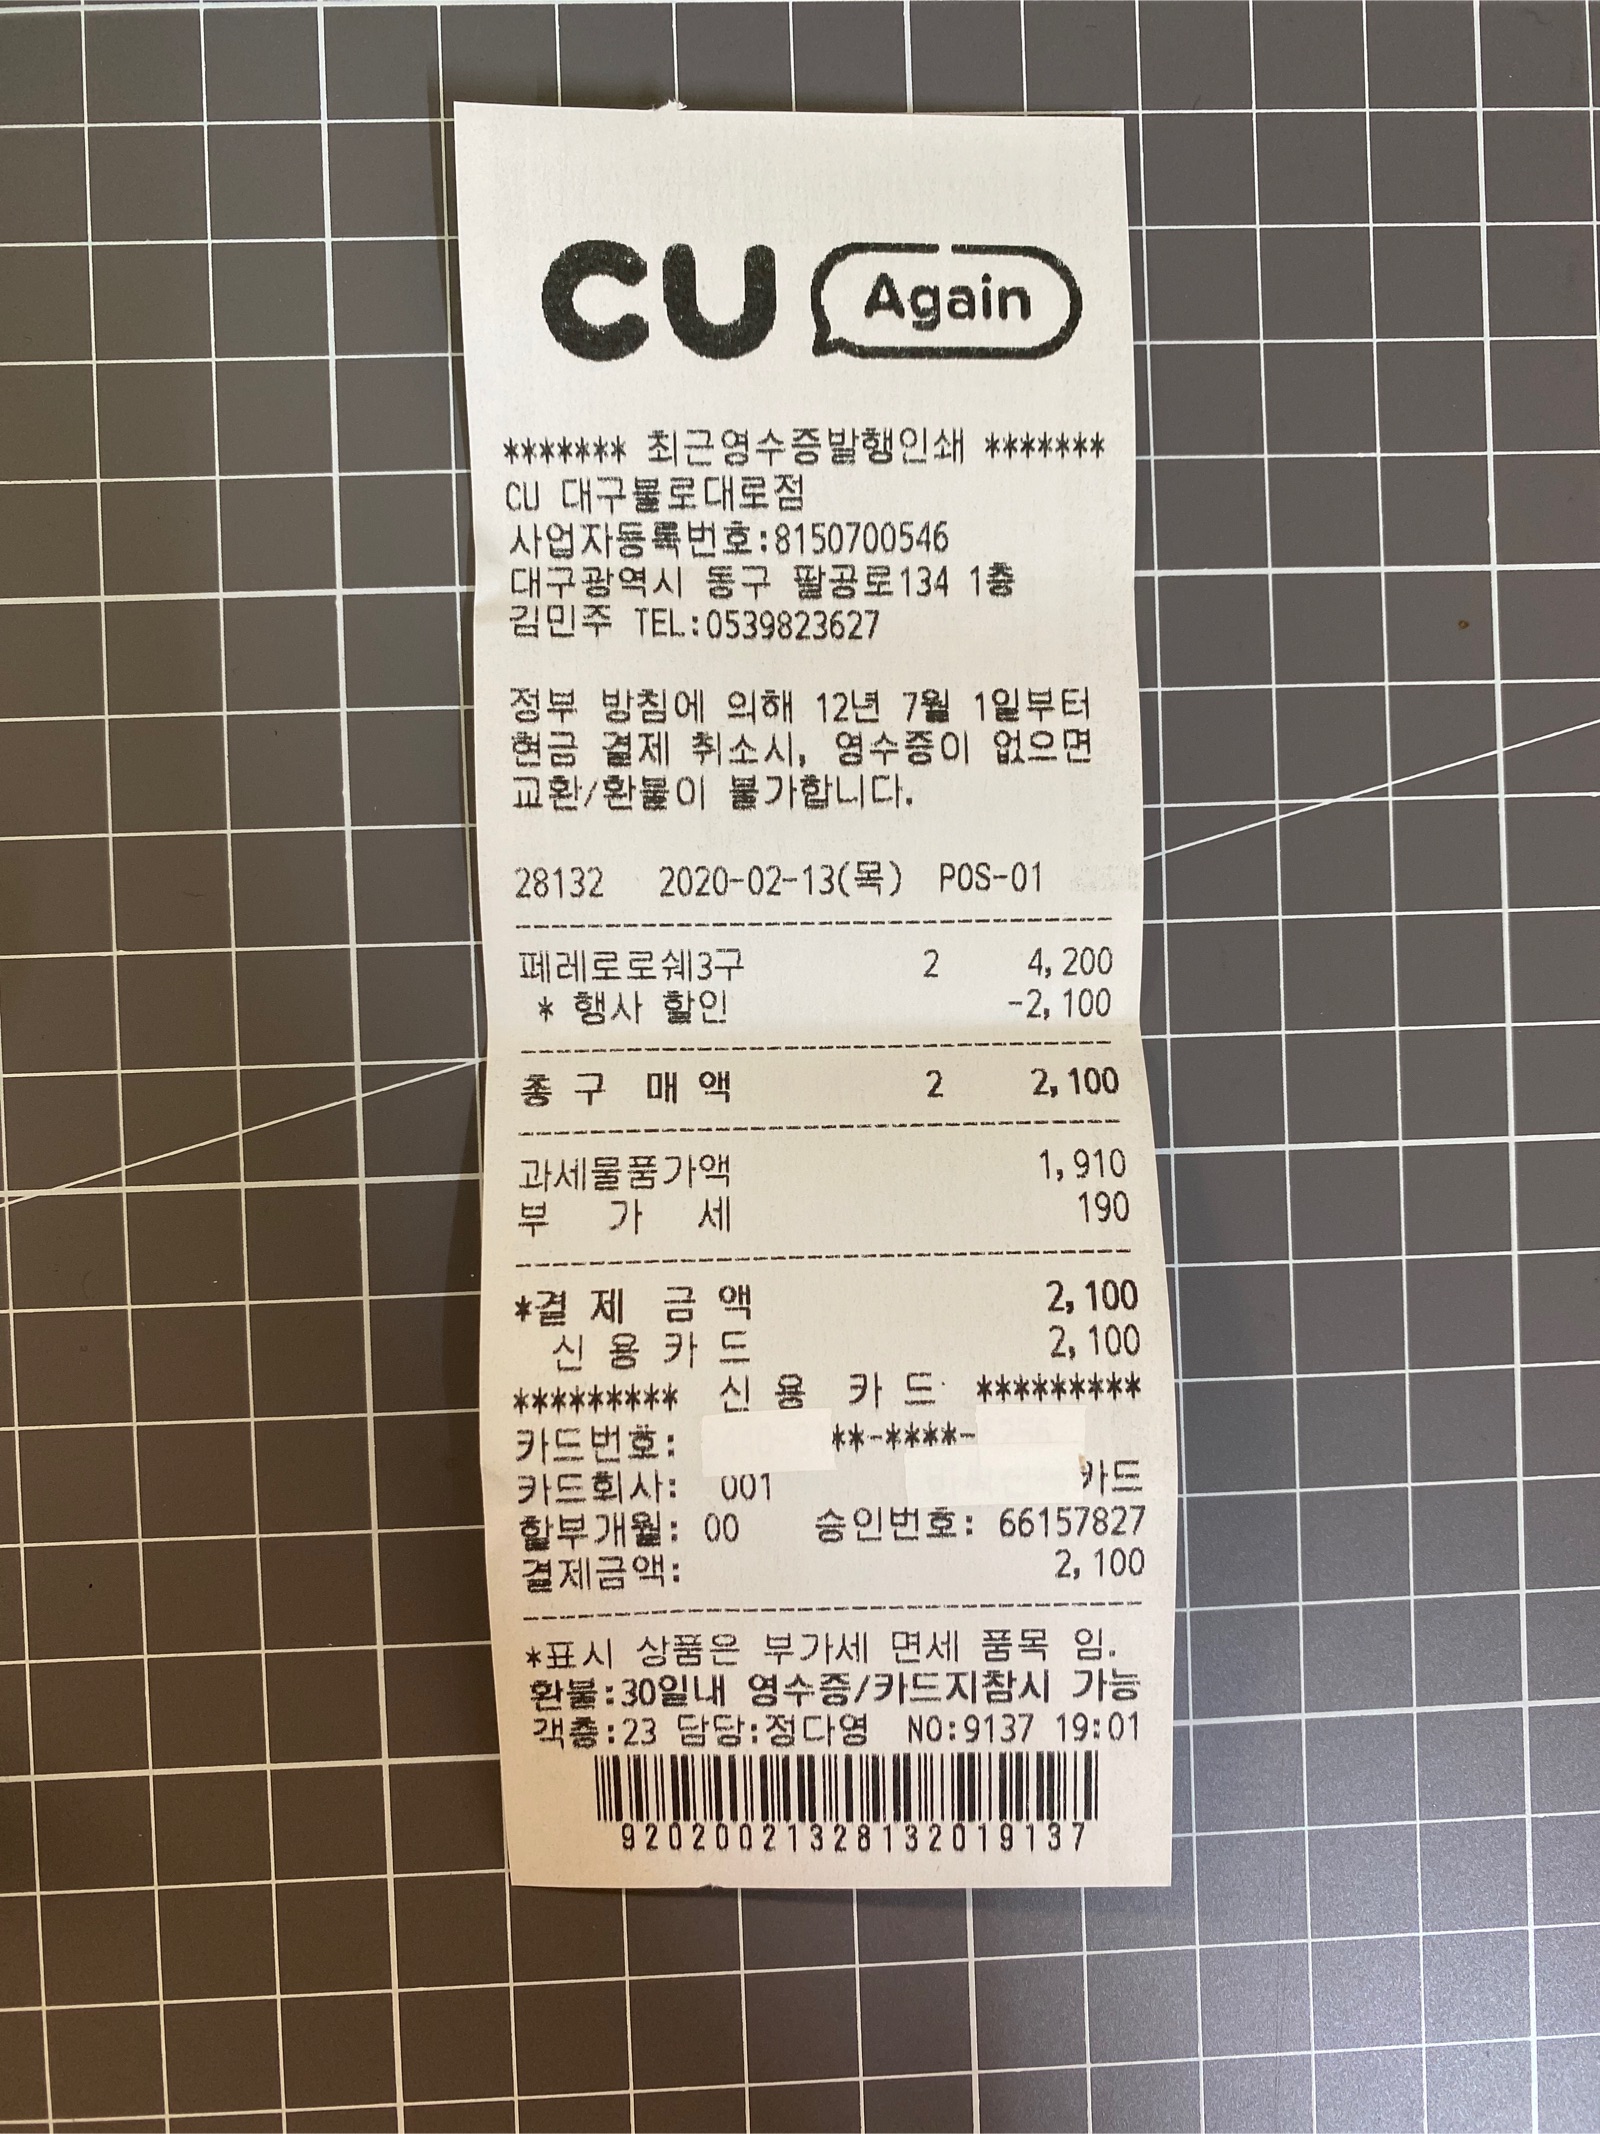 CU Again
******* 최근영수증발행인쇄 *******
CU 대구불로대로점
사업자등록번호:8150700546
대구광역시 동구 팔공로134 1층
김민주 TEL:0539823627
정부 방침에 의해 12년 7월 1일부터
현금 결제 취소시, 영수증이 없으면
교환/환불이 불가합니다.
28132 2020-02-13(목) POS-01
페레로로쉐3구 2 4,200
* 행사 할인 -2,100
총 구 매 액 2 2,100
과세물품가액 1,910
부 가 세 190
*결 제 금 액 2,100
신 용 카 드 2,100
********* 신 용 카 드 *********
카드번호: **-****-
카드회사: 001 카드
할부개월: 00 승인번호: 66157827
결제금액: 2,100
*표시 상품은 부가세 면세 품목 임.
환불:30일내 영수증/카드지참시 가능
객층:23 담당:정다영 NO:9137 19:01
92020021328132019137